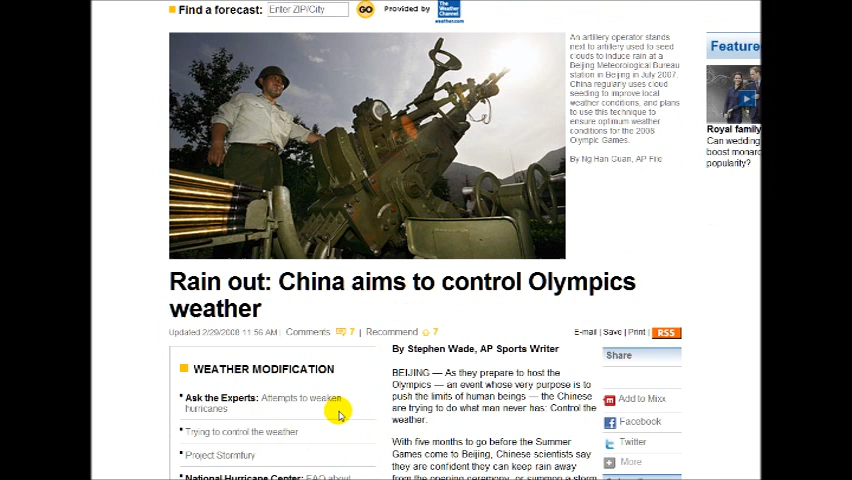 Find a forecast:
Enter ZIP/City
GO
Provided by
The Weather Channel
weather.com
An artillery operator stands
next to artillery used to seed
clouds to induce rain at a
Beijing Meteorological Bureau
station in Beijing in July 2007.
China regularly uses cloud
seeding to improve local
weather conditions, and plans
to use this technique to
ensure optimum weather
conditions for the 2008
Olympic Games.
By Ng Han Guan, AP File
Feature
Royal family
Can wedding
boost monarc
popularity?
Rain out: China aims to control Olympics
weather
Updated 2/29/2008 11:56 AM | Comments 7 | Recommend 7
E-mail | Save | Print | RSS
WEATHER MODIFICATION
Ask the Experts: Attempts to weaken
hurricanes
Trying to control the weather
Project Stormfury
National Hurricane Center: FAQ about
By Stephen Wade, AP Sports Writer
BEIJING — As they prepare to host the
Olympics — an event whose very purpose is to
push the limits of human beings — the Chinese
are trying to do what man never has: Control the
weather.
With five months to go before the Summer
Games come to Beijing, Chinese scientists say
they are confident they can keep rain away
from the opening ceremony, or summon a storm
Share
Add to Mixx
Facebook
Twitter
More